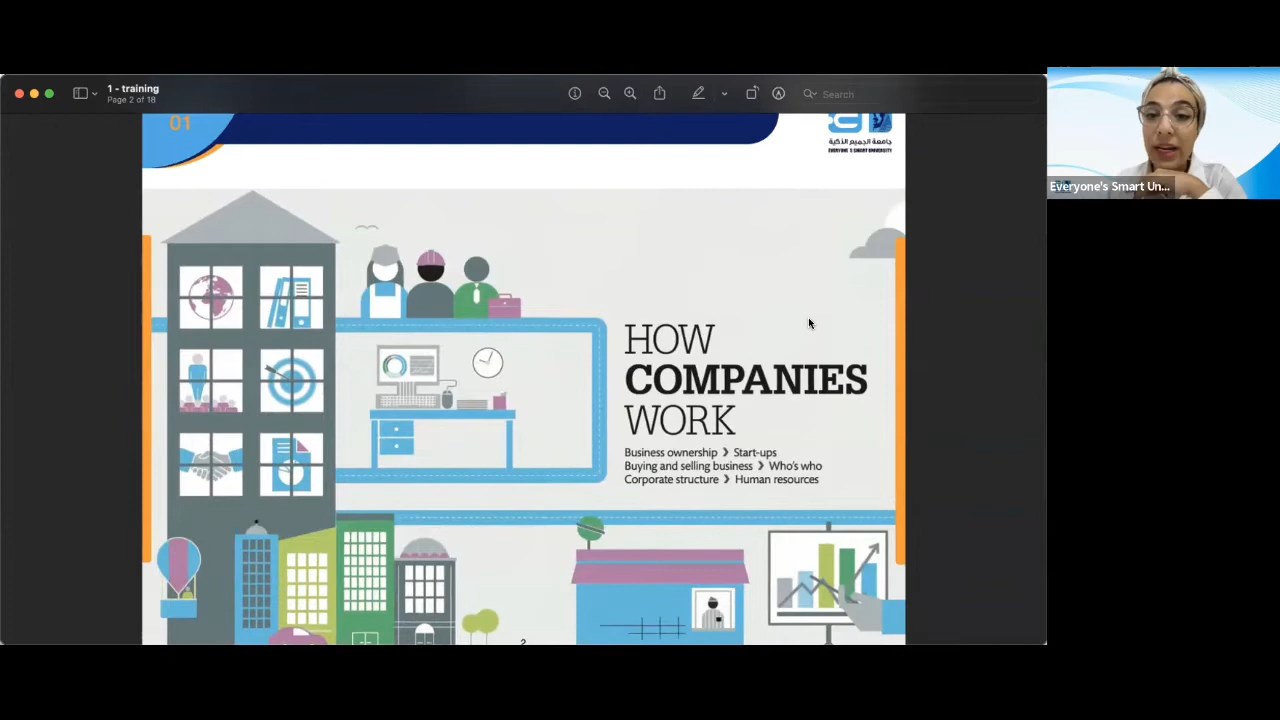 1 - training
Page 2 of 18
Search
01
جامعة الجميع الذكية
EVERYONE'S SMART UNIVERSITY
Everyone's Smart Un...
HOW
COMPANIES
WORK
Business ownership ❯ Start-ups
Buying and selling business ❯ Who's who
Corporate structure ❯ Human resources
2